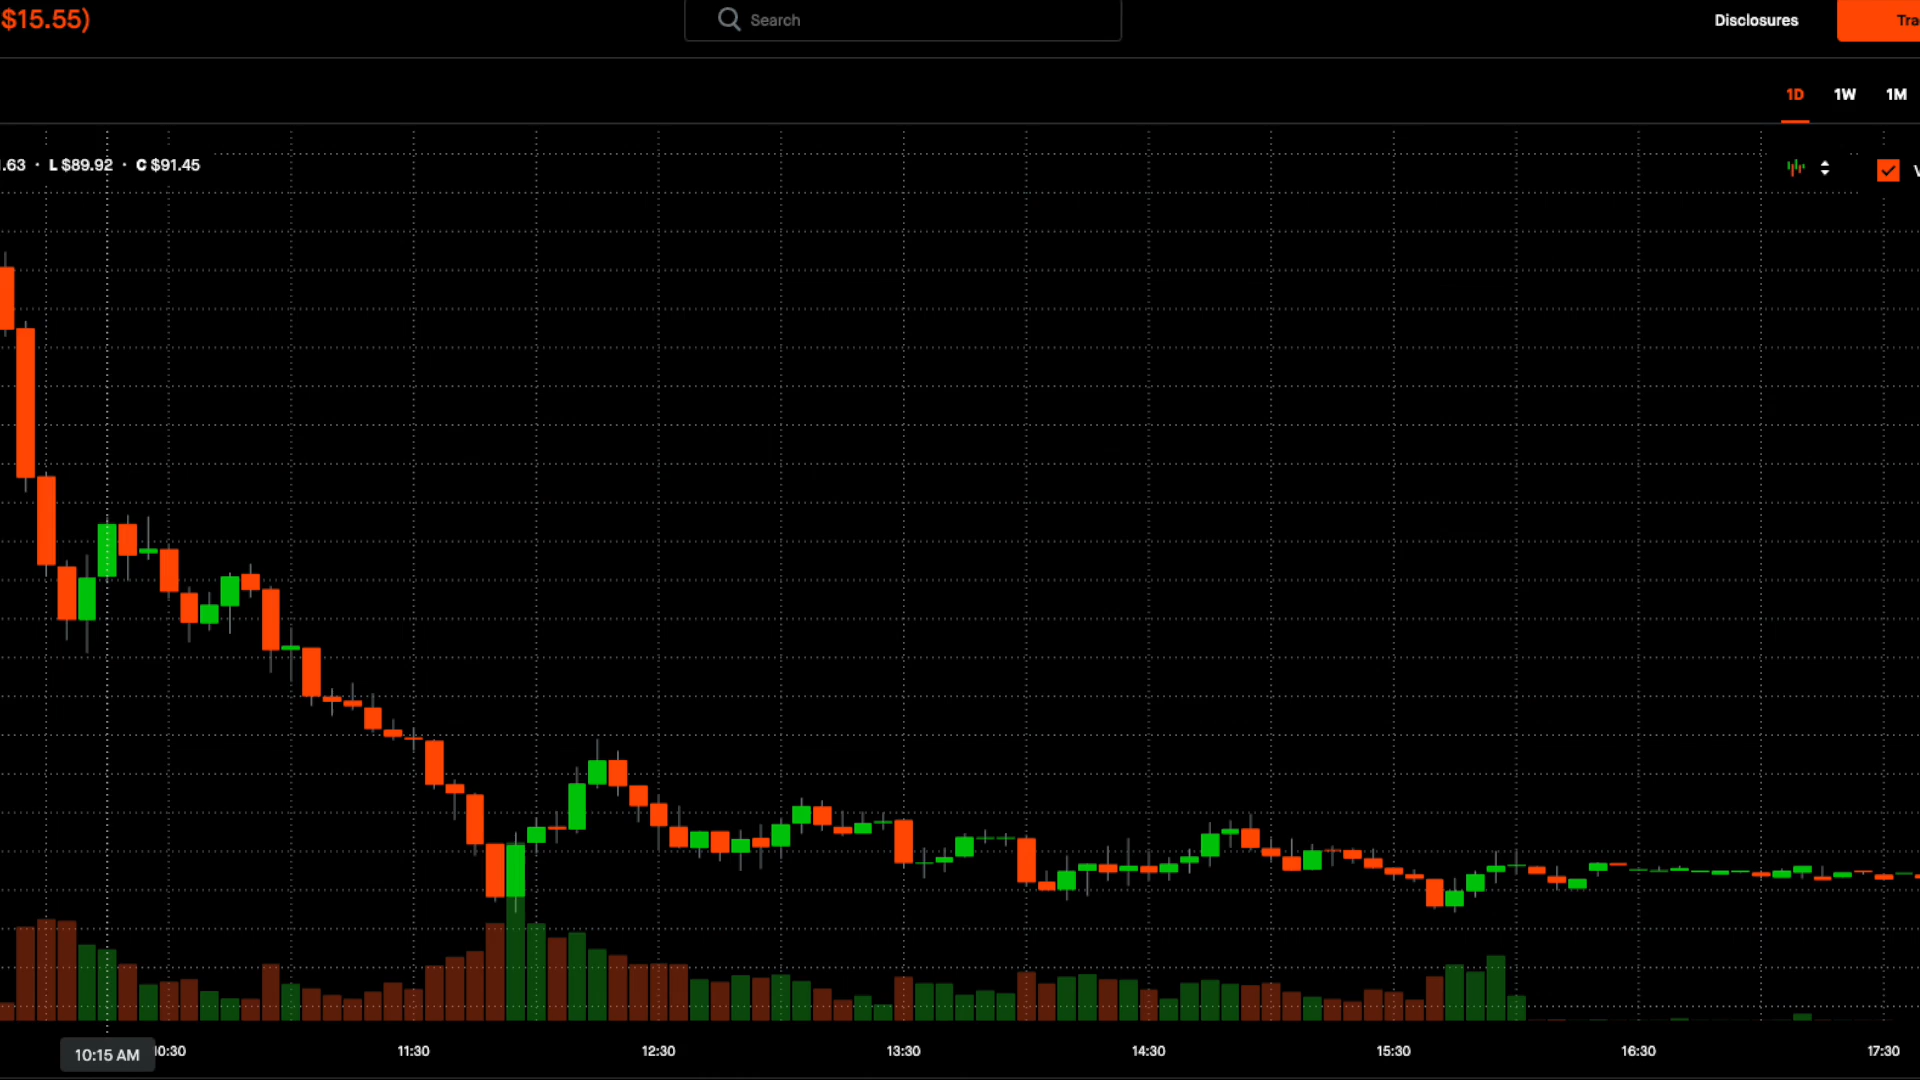 $15.55)
Search
Disclosures
Tra
1D 1W 1M
.63 · L $89.92 · C $91.45
10:15 AM 10:30 11:30 12:30 13:30 14:30 15:30 16:30 17:30